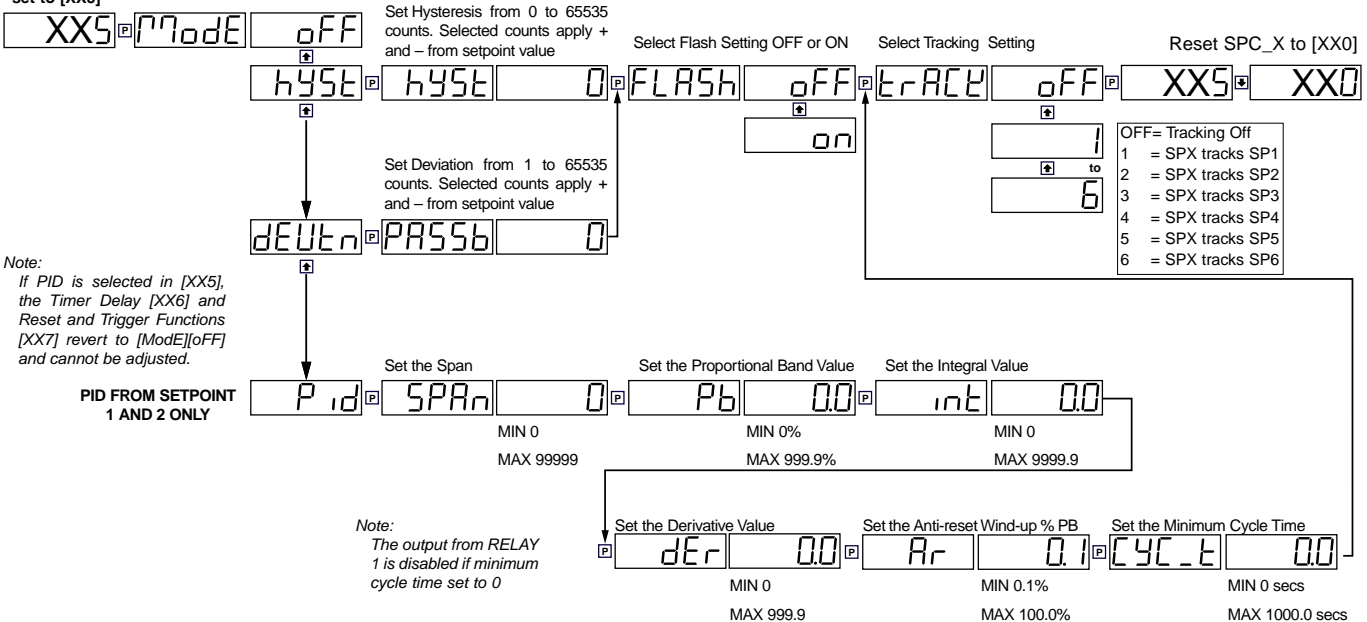 set to [XX5]
XX5 P ModE oFF
Set Hysteresis from 0 to 65535
counts. Selected counts apply +
and – from setpoint value
Select Flash Setting OFF or ON
Select Tracking Setting
Reset SPC_X to [XX0]
hYSt P hYSt 0 P FLASh oFF P trACK oFF P XX5 XX0
on
1
to
6
OFF= Tracking Off
1 = SPX tracks SP1
2 = SPX tracks SP2
3 = SPX tracks SP3
4 = SPX tracks SP4
5 = SPX tracks SP5
6 = SPX tracks SP6
Set Deviation from 1 to 65535
counts. Selected counts apply +
and – from setpoint value
dEVtn P PASSb 0
Note:
If PID is selected in [XX5],
the Timer Delay [XX6] and
Reset and Trigger Functions
[XX7] revert to [ModE][oFF]
and cannot be adjusted.
PID FROM SETPOINT
1 AND 2 ONLY
Set the Span
Set the Proportional Band Value
Set the Integral Value
Pid P SPAn 0 P Pb 0.0 P int 0.0
MIN 0
MAX 99999
MIN 0%
MAX 999.9%
MIN 0
MAX 9999.9
Note:
The output from RELAY
1 is disabled if minimum
cycle time set to 0
Set the Derivative Value
Set the Anti-reset Wind-up % PB
Set the Minimum Cycle Time
P dEr 0.0 P Ar 0.1 P CYC_t 0.0
MIN 0
MAX 999.9
MIN 0.1%
MAX 100.0%
MIN 0 secs
MAX 1000.0 secs